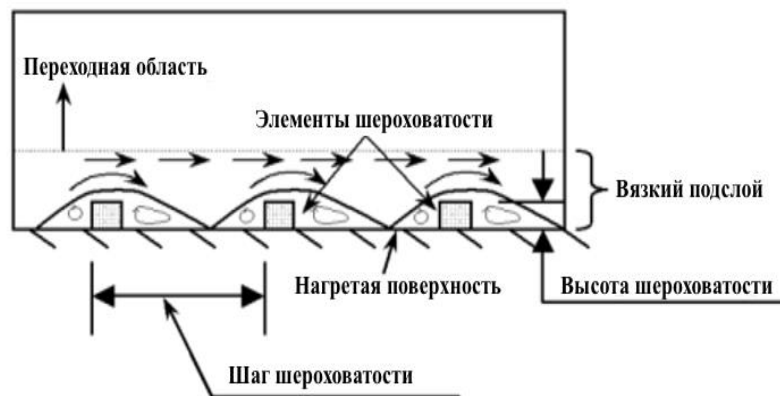 Переходная область
Элементы шероховатости
Вязкий подслой
Нагретая поверхность
Высота шероховатости
Шаг шероховатости